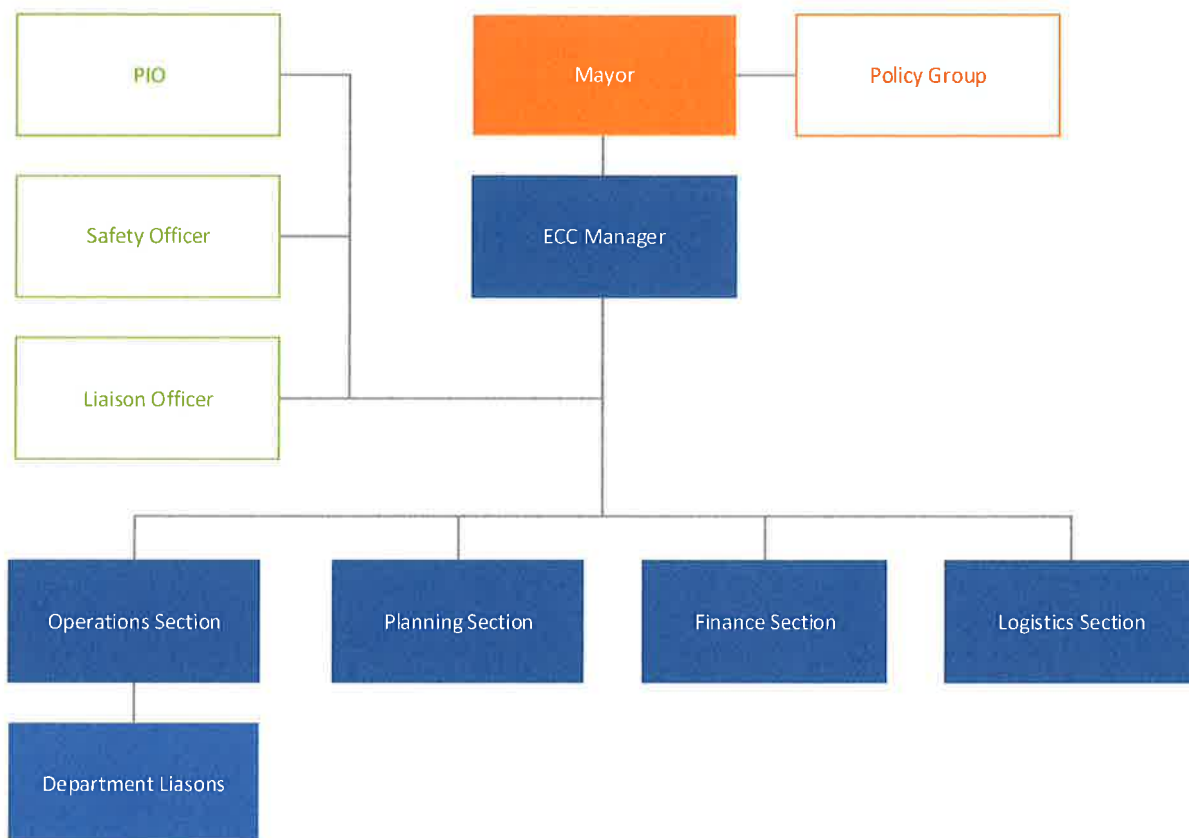 PIO
Mayor
Policy Group
Safety Officer
ECC Manager
Liaison Officer
Operations Section
Planning Section
Finance Section
Logistics Section
Department Liasons